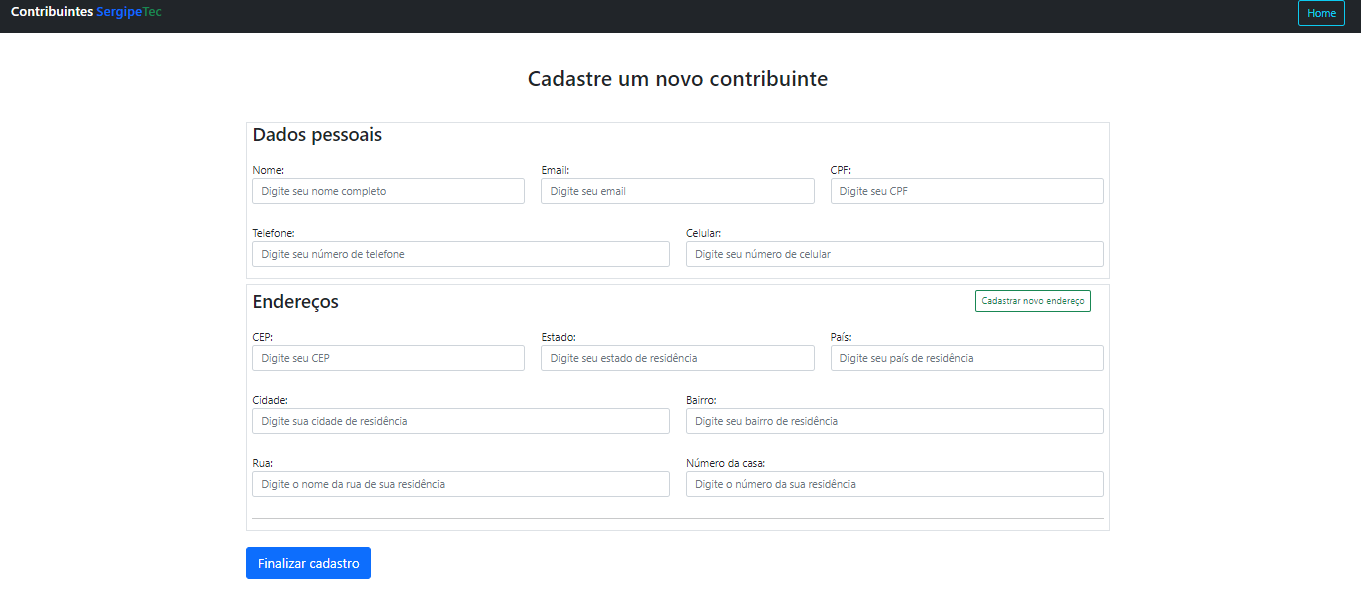 Contribuintes SergipeTec Home
Cadastre um novo contribuinte
Dados pessoais
Nome: Email: CPF:
Digite seu nome completo Digite seu email Digite seu CPF
Telefone: Celular:
Digite seu número de telefone Digite seu número de celular
Endereços Cadastrar novo endereço
CEP: Estado: País:
Digite seu CEP Digite seu estado de residência Digite seu país de residência
Cidade: Bairro:
Digite sua cidade de residência Digite seu bairro de residência
Rua: Número da casa:
Digite o nome da rua de sua residência Digite o número da sua residência
Finalizar cadastro